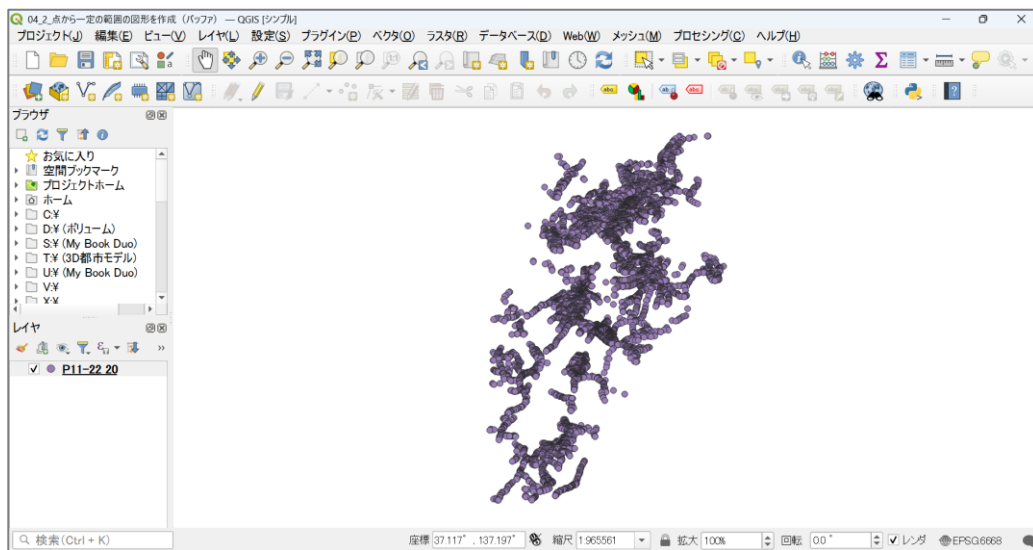 04_2_点から一定の範囲の図形を作成（バッファ） — QGIS [シンプル]
プロジェクト(J) 編集(E) ビュー(V) レイヤ(L) 設定(S) プラグイン(P) ベクタ(O) ラスタ(R) データベース(D) Web(W) メッシュ(M) プロセシング(C) ヘルプ(H)
ブラウザ
お気に入り
空間ブックマーク
プロジェクトホーム
ホーム
C:¥
D:¥ (ボリューム)
S:¥ (My Book Duo)
T:¥ (3D都市モデル)
U:¥ (My Book Duo)
V:¥
X:¥
レイヤ
P11-22 20
検索(Ctrl + K) 座標 37.117° , 137.197° 縮尺 1:965561 拡大 100% 回転 0.0 ° レンダ EPSG:6668